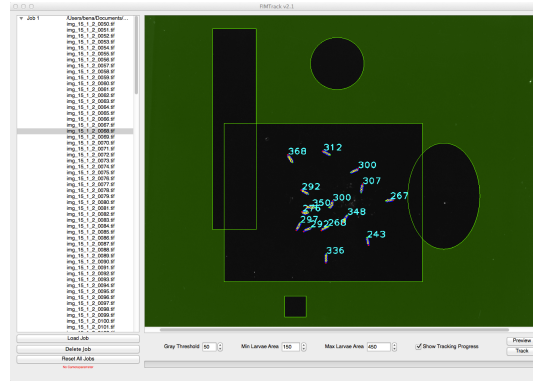 FIMTrack v2.1
Job 1 /Users/bena/Documents/...
img_15_1_2_0050.tif
img_15_1_2_0051.tif
img_15_1_2_0052.tif
img_15_1_2_0053.tif
img_15_1_2_0054.tif
img_15_1_2_0055.tif
img_15_1_2_0056.tif
img_15_1_2_0057.tif
img_15_1_2_0058.tif
img_15_1_2_0059.tif
img_15_1_2_0060.tif
img_15_1_2_0061.tif
img_15_1_2_0062.tif
img_15_1_2_0063.tif
img_15_1_2_0064.tif
img_15_1_2_0065.tif
img_15_1_2_0066.tif
img_15_1_2_0067.tif
img_15_1_2_0068.tif
img_15_1_2_0069.tif
img_15_1_2_0070.tif
img_15_1_2_0071.tif
img_15_1_2_0072.tif
img_15_1_2_0073.tif
img_15_1_2_0074.tif
img_15_1_2_0075.tif
img_15_1_2_0076.tif
img_15_1_2_0077.tif
img_15_1_2_0078.tif
img_15_1_2_0079.tif
img_15_1_2_0080.tif
img_15_1_2_0081.tif
img_15_1_2_0082.tif
img_15_1_2_0083.tif
img_15_1_2_0084.tif
img_15_1_2_0085.tif
img_15_1_2_0086.tif
img_15_1_2_0087.tif
img_15_1_2_0088.tif
img_15_1_2_0089.tif
img_15_1_2_0090.tif
img_15_1_2_0091.tif
img_15_1_2_0092.tif
img_15_1_2_0093.tif
img_15_1_2_0094.tif
img_15_1_2_0095.tif
img_15_1_2_0096.tif
img_15_1_2_0097.tif
img_15_1_2_0098.tif
img_15_1_2_0099.tif
img_15_1_2_0100.tif
img_15_1_2_0101.tif
368 312
300
292 307
350 300 267
276
297 292 268 348
243
336
Load Job
Delete job
Reset All Jobs
Gray Threshold 50 Min Larvae Area 150 Max Larvae Area 450 Show Tracking Progress
Preview
Track